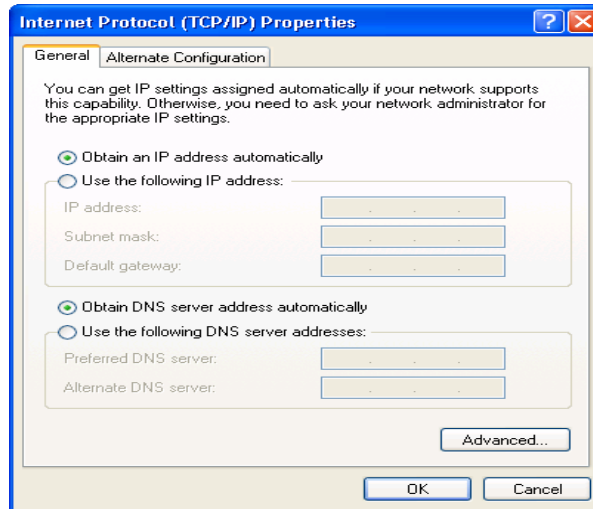 Internet Protocol (TCP/IP) Properties
General Alternate Configuration
You can get IP settings assigned automatically if your network supports
this capability. Otherwise, you need to ask your network administrator for
the appropriate IP settings.
Obtain an IP address automatically
Use the following IP address:
IP address:
Subnet mask:
Default gateway:
Obtain DNS server address automatically
Use the following DNS server addresses:
Preferred DNS server:
Alternate DNS server:
Advanced...
OK Cancel